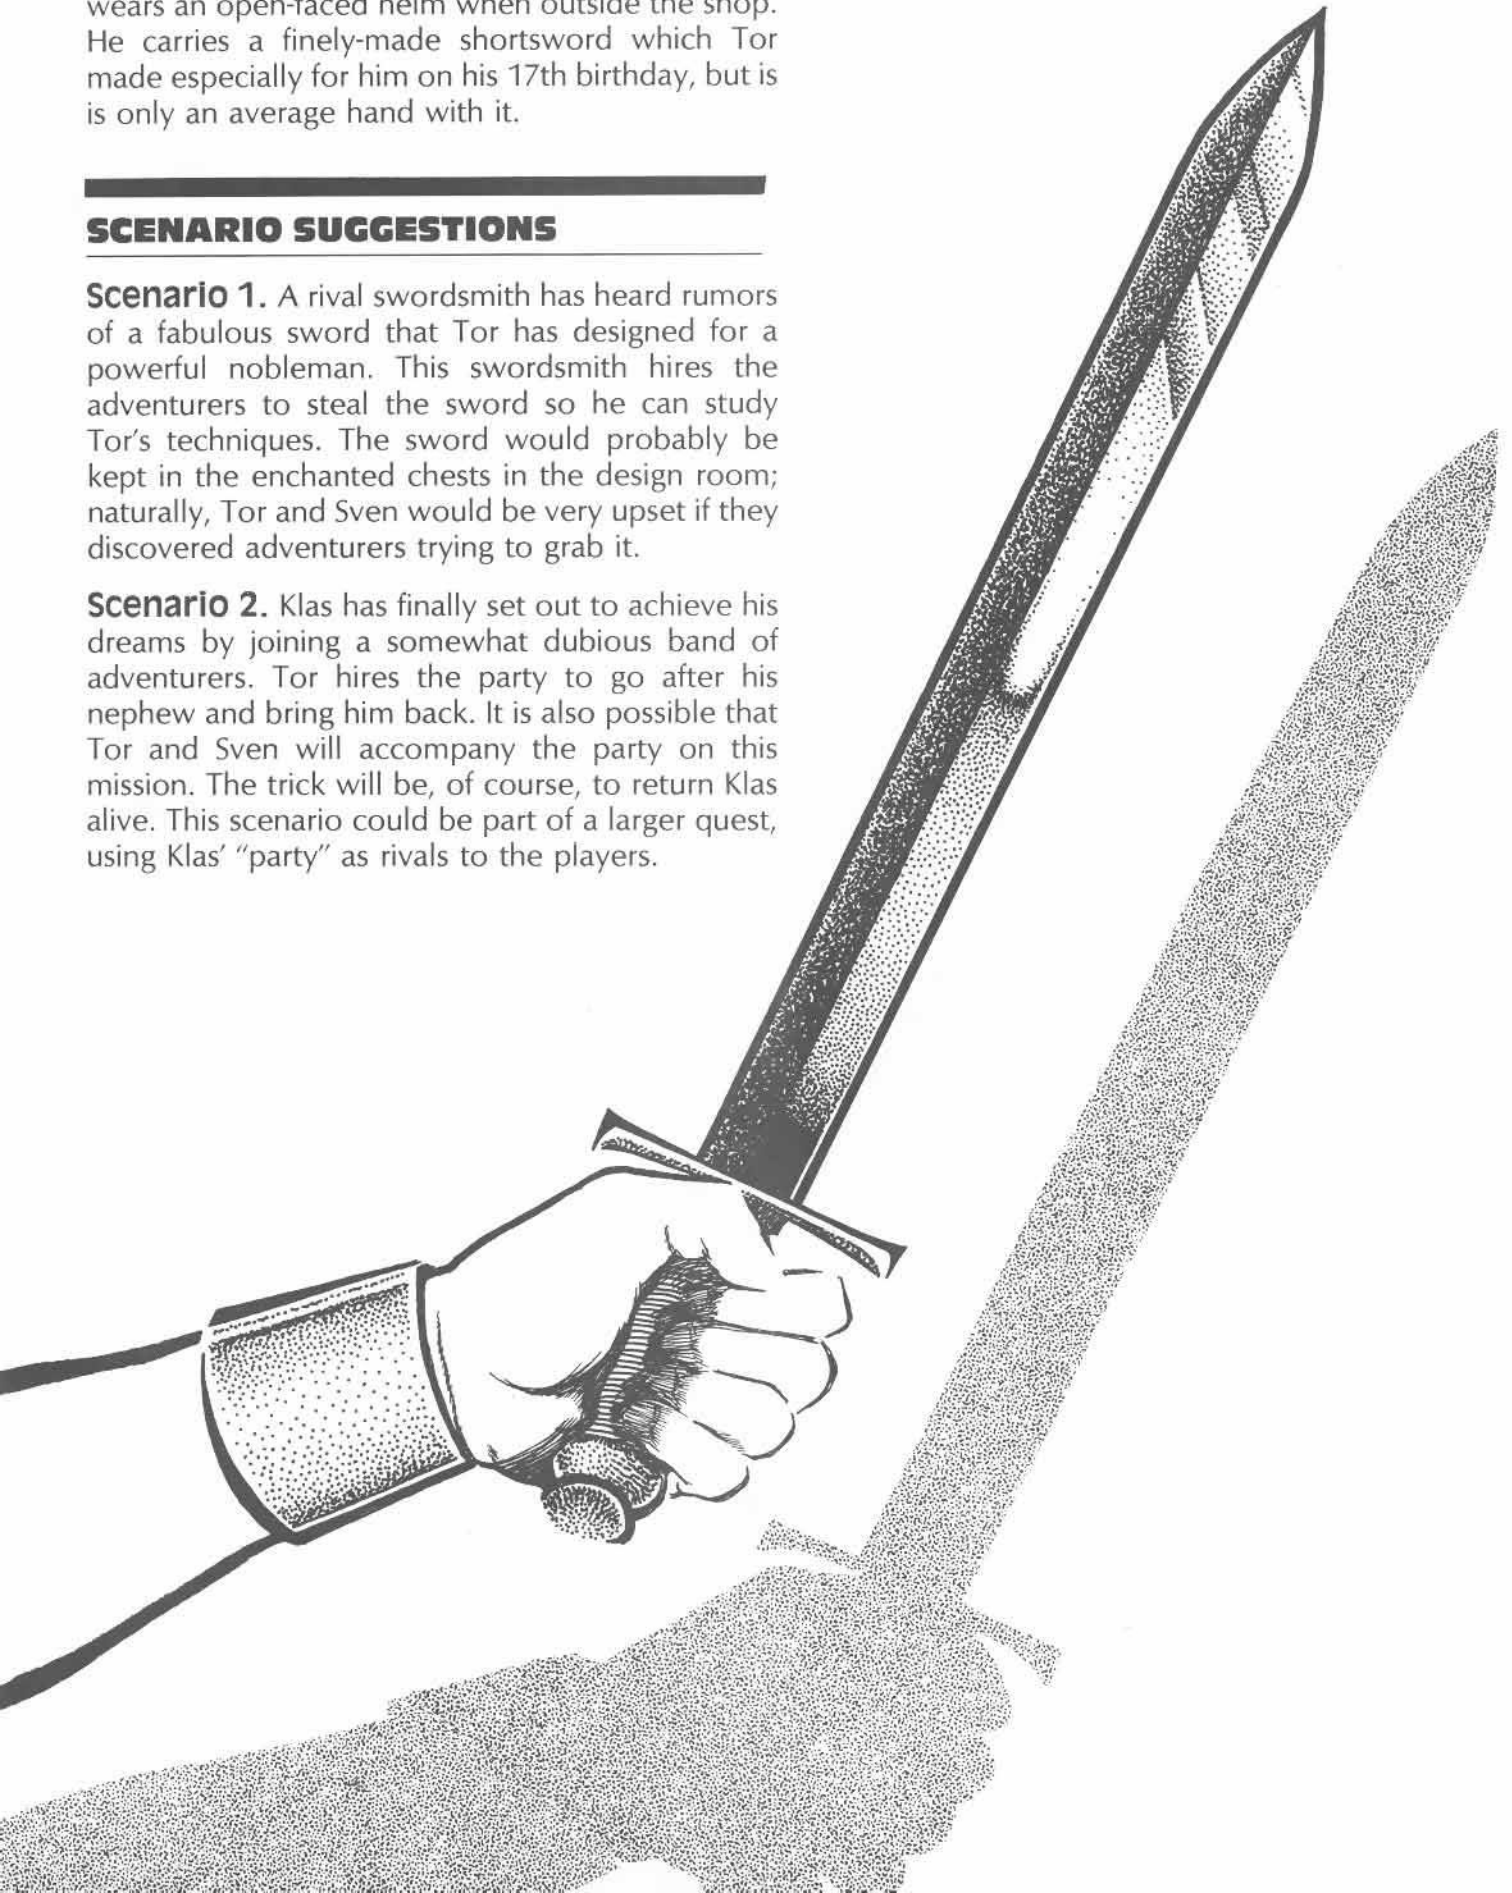 wears an open-faced helm when outside the shop.
He carries a finely-made shortsword which Tor
made especially for him on his 17th birthday, but is
is only an average hand with it.
SCENARIO SUGGESTIONS
Scenario 1. A rival swordsmith has heard rumors
of a fabulous sword that Tor has designed for a
powerful nobleman. This swordsmith hires the
adventurers to steal the sword so he can study
Tor's techniques. The sword would probably be
kept in the enchanted chests in the design room;
naturally, Tor and Sven would be very upset if they
discovered adventurers trying to grab it.
Scenario 2. Klas has finally set out to achieve his
dreams by joining a somewhat dubious band of
adventurers. Tor hires the party to go after his
nephew and bring him back. It is also possible that
Tor and Sven will accompany the party on this
mission. The trick will be, of course, to return Klas
alive. This scenario could be part of a larger quest,
using Klas' "party" as rivals to the players.